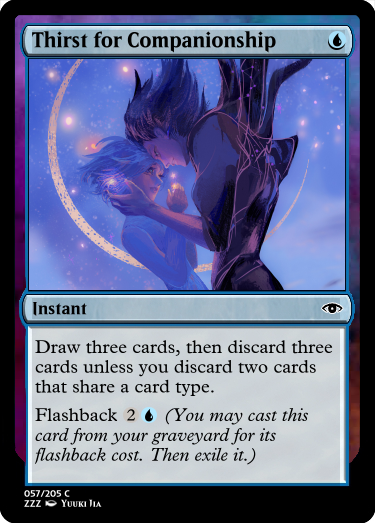 Thirst for Companionship
Instant
Draw three cards, then discard three
cards unless you discard two cards
that share a card type.
Flashback 2 (You may cast this
card from your graveyard for its
flashback cost. Then exile it.)
057/205 C
ZZZ Yuuki Jia